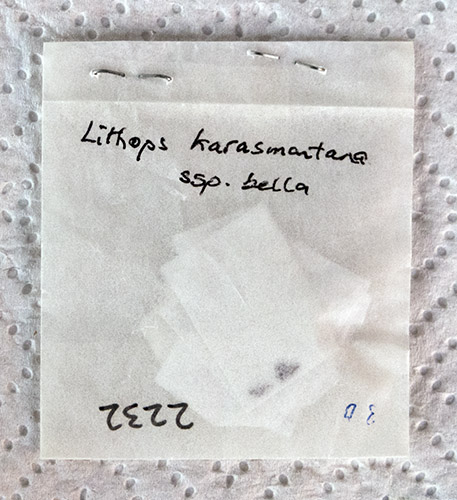 Lithops karasmontana
ssp. bella
2232